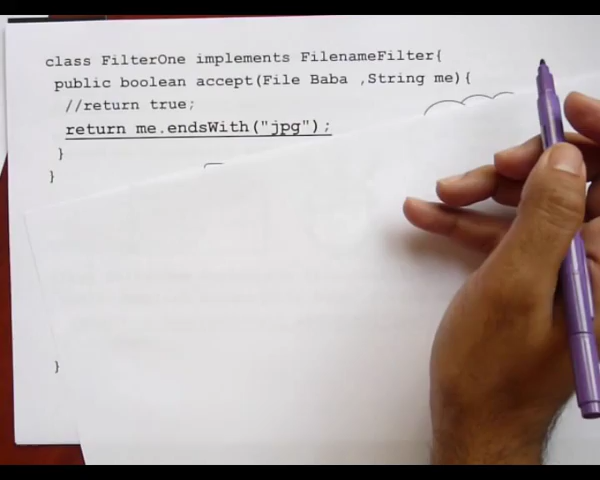 class FilterOne implements FilenameFilter{
public boolean accept(File Baba ,String me){
//return true;
return me.endsWith("jpg");
}
}
}